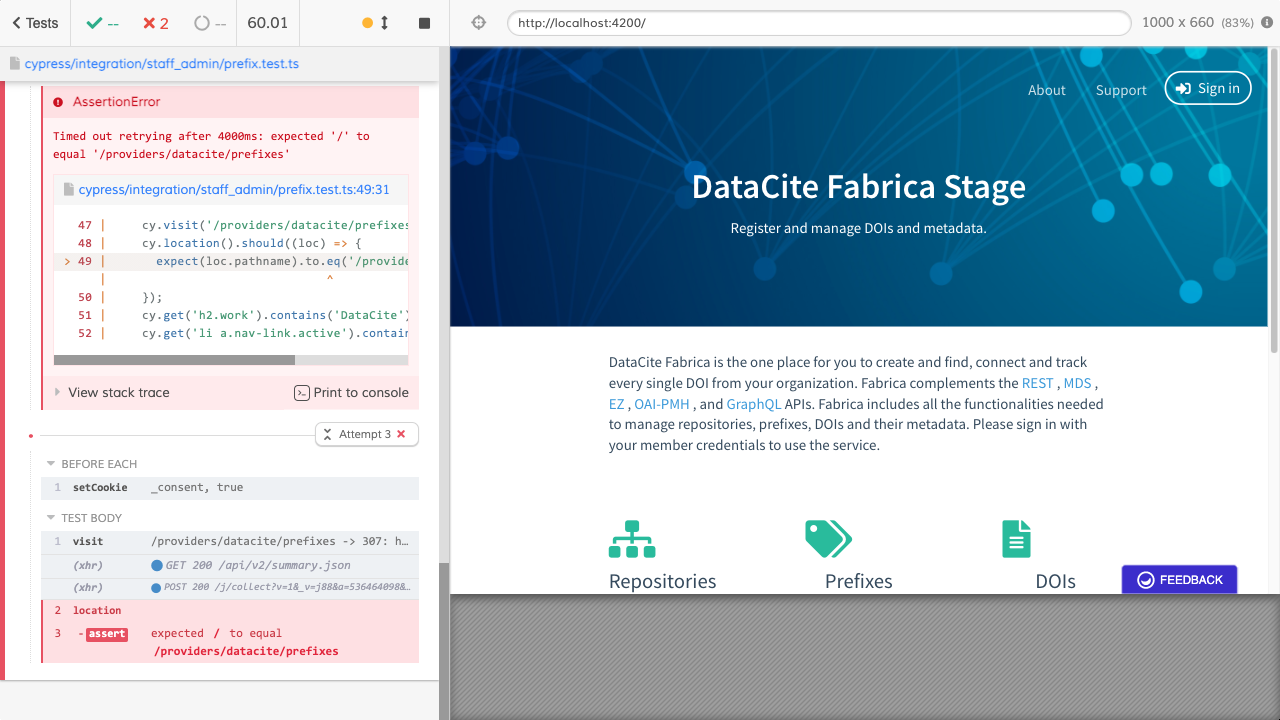 Tests
--
2
--
60.01
http://localhost:4200/
1000 x 660 (83%)
cypress/integration/staff_admin/prefix.test.ts
AssertionError
Timed out retrying after 4000ms: expected '/' to
equal '/providers/datacite/prefixes'
cypress/integration/staff_admin/prefix.test.ts:49:31
47 | cy.visit('/providers/datacite/prefixes
48 | cy.location().should((loc) => {
> 49 | expect(loc.pathname).to.eq('/provide
| ^
50 | });
51 | cy.get('h2.work').contains('DataCite')
52 | cy.get('li a.nav-link.active').contain
View stack trace
Print to console
Attempt 3
BEFORE EACH
1 setCookie _consent, true
TEST BODY
1 visit /providers/datacite/prefixes -> 307: h…
(xhr) GET 200 /api/v2/summary.json
(xhr) POST 200 /j/collect?v=1&_v=j88&a=536464098&…
2 location
3 -assert expected / to equal
/providers/datacite/prefixes
About
Support
Sign in
DataCite Fabrica Stage
Register and manage DOIs and metadata.
DataCite Fabrica is the one place for you to create and find, connect and track
every single DOI from your organization. Fabrica complements the REST , MDS ,
EZ , OAI-PMH , and GraphQL APIs. Fabrica includes all the functionalities needed
to manage repositories, prefixes, DOIs and their metadata. Please sign in with
your member credentials to use the service.
Repositories
Prefixes
DOIs
FEEDBACK